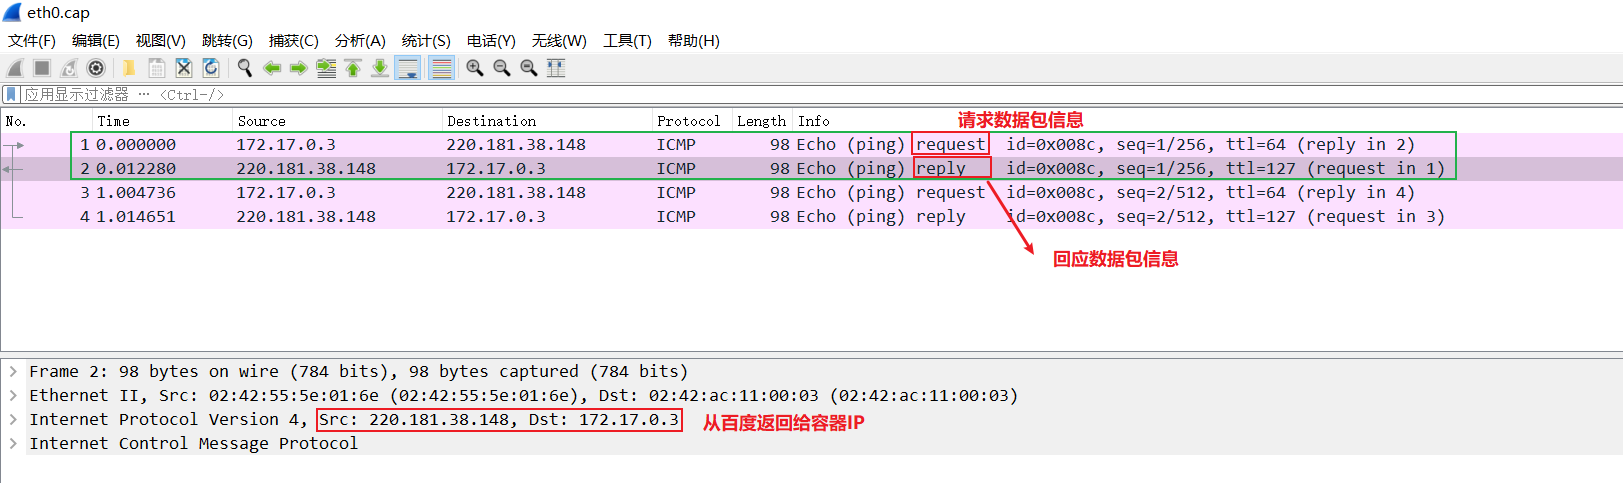 eth0.cap
文件(F) 编辑(E) 视图(V) 跳转(G) 捕获(C) 分析(A) 统计(S) 电话(Y) 无线(W) 工具(T) 帮助(H)
应用显示过滤器 … <Ctrl-/>
No. Time Source Destination Protocol Length Info
请求数据包信息
1 0.000000 172.17.0.3 220.181.38.148 ICMP 98 Echo (ping) request id=0x008c, seq=1/256, ttl=64 (reply in 2)
2 0.012280 220.181.38.148 172.17.0.3 ICMP 98 Echo (ping) reply id=0x008c, seq=1/256, ttl=127 (request in 1)
3 1.004736 172.17.0.3 220.181.38.148 ICMP 98 Echo (ping) request id=0x008c, seq=2/512, ttl=64 (reply in 4)
4 1.014651 220.181.38.148 172.17.0.3 ICMP 98 Echo (ping) reply id=0x008c, seq=2/512, ttl=127 (request in 3)
回应数据包信息
Frame 2: 98 bytes on wire (784 bits), 98 bytes captured (784 bits)
Ethernet II, Src: 02:42:55:5e:01:6e (02:42:55:5e:01:6e), Dst: 02:42:ac:11:00:03 (02:42:ac:11:00:03)
Internet Protocol Version 4, Src: 220.181.38.148, Dst: 172.17.0.3 从百度返回给容器IP
Internet Control Message Protocol